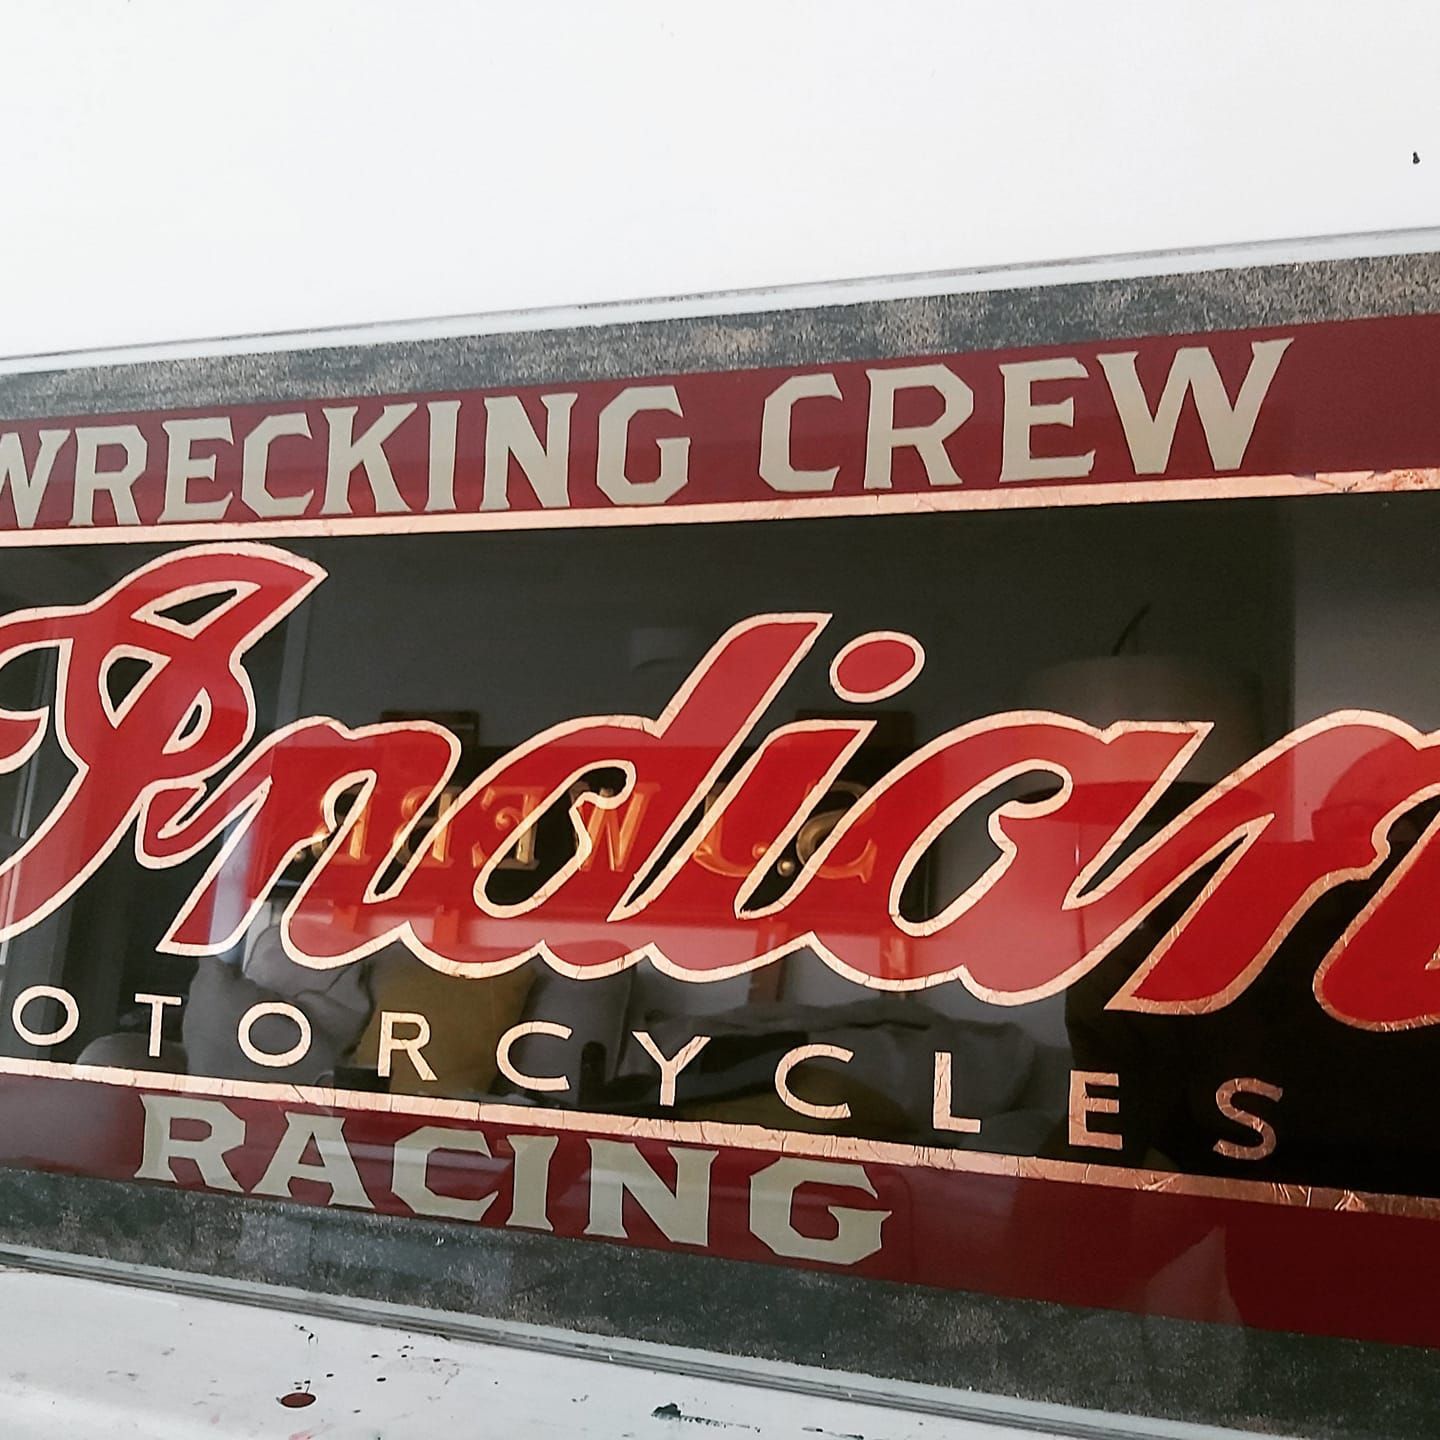 WRECKING CREW
Indian
OTORCYCLES
RACING